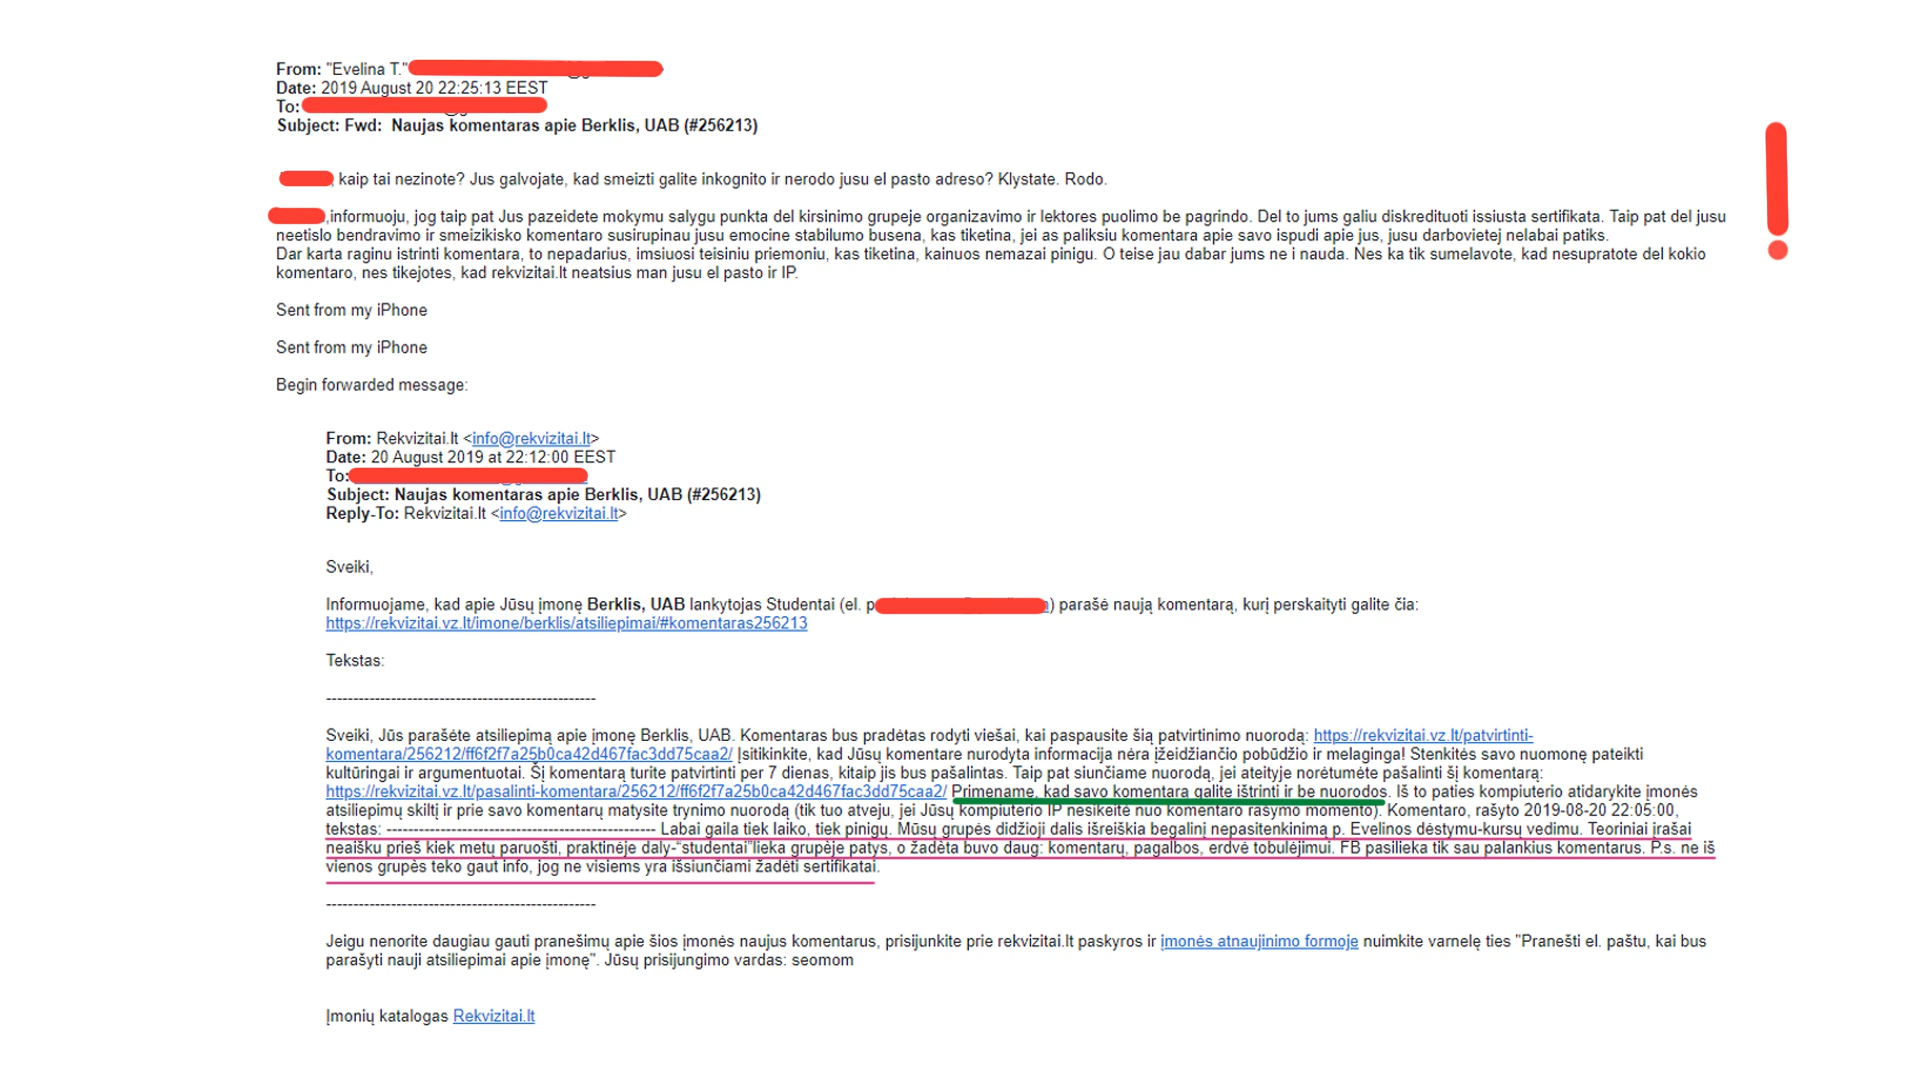 From: "Evelina T."
Date: 2019 August 20 22:25:13 EEST
To:
Subject: Fwd: Naujas komentaras apie Berklis, UAB (#256213)
, kaip tai nezinote? Jus galvojate, kad smeizti galite inkognito ir nerodo jusu el pasto adreso? Klystate. Rodo.
,informuoju, jog taip pat Jus pazeidete mokymu salygu punkta del kirsinimo grupeje organizavimo ir lektores puolimo be pagrindo. Del to jums galiu diskredituoti issiusta sertifikata. Taip pat del jusu
neetislo bendravimo ir smeizikisko komentaro susirupinau jusu emocine stabilumo busena, kas tiketina, jei as paliksiu komentara apie savo ispudi apie jus, jusu darbovietej nelabai patiks.
Dar karta raginu istrinti komentara, to nepadarius, imsiuosi teisiniu priemoniu, kas tiketina, kainuos nemazai pinigu. O teise jau dabar jums ne i nauda. Nes ka tik sumelavote, kad nesupratote del kokio
komentaro, nes tikejotes, kad rekvizitai.lt neatsius man jusu el pasto ir IP.
Sent from my iPhone
Sent from my iPhone
Begin forwarded message:
From: Rekvizitai.lt <info@rekvizitai.lt>
Date: 20 August 2019 at 22:12:00 EEST
To:
Subject: Naujas komentaras apie Berklis, UAB (#256213)
Reply-To: Rekvizitai.lt <info@rekvizitai.lt>
Sveiki,
Informuojame, kad apie Jūsų įmonę Berklis, UAB lankytojas Studentai (el. p ) parašė naują komentarą, kurį perskaityti galite čia:
https://rekvizitai.vz.lt/imone/berklis/atsiliepimai/#komentaras256213
Tekstas:
--------------------------------------------------
Sveiki, Jūs parašėte atsiliepimą apie įmonę Berklis, UAB. Komentaras bus pradėtas rodyti viešai, kai paspausite šią patvirtinimo nuorodą: https://rekvizitai.vz.lt/patvirtinti-
komentara/256212/ff6f2f7a25b0ca42d467fac3dd75caa2/ Įsitikinkite, kad Jūsų komentare nurodyta informacija nėra įžeidžiančio pobūdžio ir melaginga! Stenkitės savo nuomonę pateikti
kultūringai ir argumentuotai. Šį komentarą turite patvirtinti per 7 dienas, kitaip jis bus pašalintas. Taip pat siunčiame nuorodą, jei ateityje norėtumėte pašalinti šį komentarą:
https://rekvizitai.vz.lt/pasalinti-komentara/256212/ff6f2f7a25b0ca42d467fac3dd75caa2/ Primename, kad savo komentarą galite ištrinti ir be nuorodos. Iš to paties kompiuterio atidarykite įmonės
atsiliepimų skiltį ir prie savo komentarų matysite trynimo nuorodą (tik tuo atveju, jei Jūsų kompiuterio IP nesikeitė nuo komentaro rašymo momento). Komentaro, rašyto 2019-08-20 22:05:00,
tekstas: -------------------------------------------------- Labai gaila tiek laiko, tiek pinigų. Mūsų grupės didžioji dalis išreiškia begalinį nepasitenkinimą p. Evelinos dėstymu-kursų vedimu. Teoriniai įrašai
neaišku prieš kiek metų paruošti, praktinėje daly-“studentai”lieka grupėje patys, o žadėta buvo daug: komentarų, pagalbos, erdvė tobulėjimui. FB pasilieka tik sau palankius komentarus. P.s. ne iš
vienos grupės teko gaut info, jog ne visiems yra išsiunčiami žadėti sertifikatai.
--------------------------------------------------
Jeigu nenorite daugiau gauti pranešimų apie šios įmonės naujus komentarus, prisijunkite prie rekvizitai.lt paskyros ir įmonės atnaujinimo formoje nuimkite varnelę ties "Pranešti el. paštu, kai bus
parašyti nauji atsiliepimai apie įmonę". Jūsų prisijungimo vardas: seomom
Įmonių katalogas Rekvizitai.lt